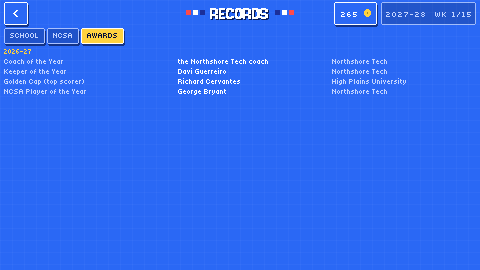 RECORDS
265
2027-28 WK 1/15
SCHOOL NCSA AWARDS
2026-27
Coach of the Year the Northshore Tech coach Northshore Tech
Keeper of the Year Davi Guerreiro Northshore Tech
Golden Cap (top scorer) Richard Cervantes High Plains University
NCSA Player of the Year George Bryant Northshore Tech